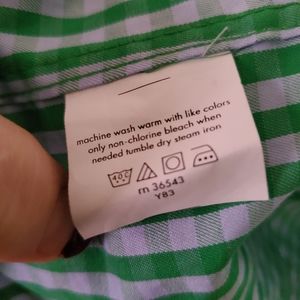 machine wash warm with like colors
only non-chlorine bleach when
needed tumble dry steam iron
40C
rn 36543
Y83